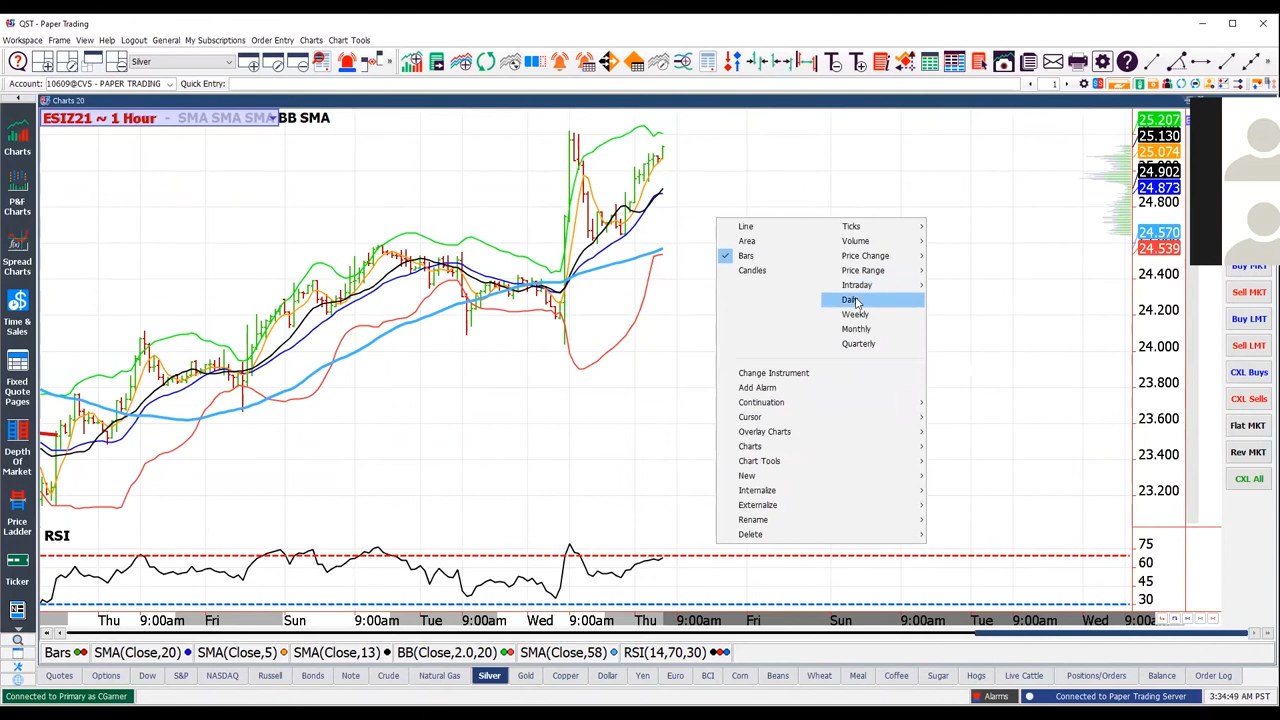 QST - Paper Trading
Workspace Frame View Help Logout General My Subscriptions Order Entry Charts Chart Tools
Silver
Account: 10609@CVS - PAPER TRADING Quick Entry: 1
Charts 20
ESIZ21 ~ 1 Hour - SMA SMA SMA BB SMA
Charts
P&F Charts
Spread Charts
Time & Sales
Fixed Quote Pages
Depth Of Market
Price Ladder
Ticker
25.207
25.130
25.074
24.902
24.873
24.800
24.570
24.539
24.400
24.200
24.000
23.800
23.600
23.400
23.200
Line Ticks
Area Volume
Bars Price Change
Candles Price Range
Intraday
Daily
Weekly
Monthly
Quarterly
Change Instrument
Add Alarm
Continuation
Cursor
Overlay Charts
Charts
Chart Tools
New
Internalize
Externalize
Rename
Delete
Buy MKT
Sell MKT
Buy LMT
Sell LMT
CXL Buys
CXL Sells
Flat MKT
Rev MKT
CXL All
RSI
75
60
45
30
Thu 9:00am Fri Sun 9:00am Tue 9:00am Wed 9:00am Thu 9:00am Fri Sun 9:00am Tue 9:00am Wed
Bars SMA(Close,20) SMA(Close,5) SMA(Close,13) BB(Close,2.0,20) SMA(Close,58) RSI(14,70,30)
Quotes Options Dow S&P NASDAQ Russell Bonds Note Crude Natural Gas Silver Gold Copper Dollar Yen Euro BCI Corn Beans Wheat Meal Coffee Sugar Hogs Live Cattle Positions/Orders Balance Order Log
Connected to Primary as CGarner Alarms Connected to Paper Trading Server 3:34:49 AM PST